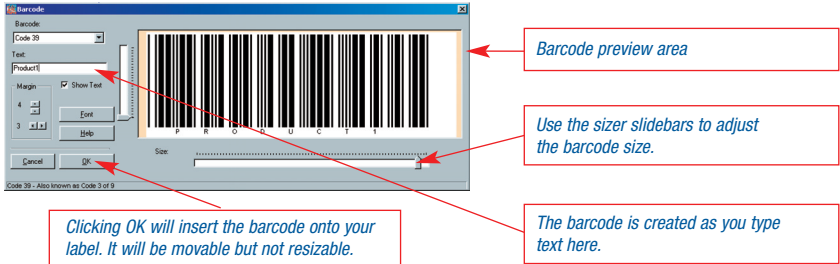 Barcode
Barcode:
Code 39
Text:
Product1
Margin
Show Text
4
3
Font
Help
Cancel
OK
Size:
P R O D U C T 1
Code 39 - Also known as Code 3 of 9
Barcode preview area
Use the sizer slidebars to adjust
the barcode size.
The barcode is created as you type
text here.
Clicking OK will insert the barcode onto your
label. It will be movable but not resizable.